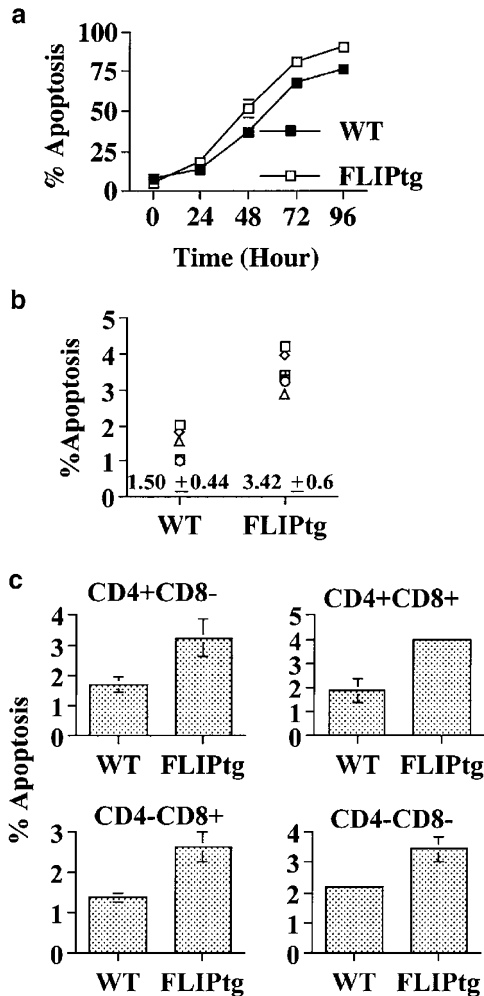 a
% Apoptosis
100
75
50
25
0
WT
FLIPtg
0 24 48 72 96
Time (Hour)
b
%Apoptosis
5
4
3
2
1
0
1.50 ±0.44 3.42 ±0.6
WT FLIPtg
c
% Apoptosis
CD4+CD8-
4
3
2
1
0
WT FLIPtg
CD4+CD8+
5
4
3
2
1
0
WT FLIPtg
CD4-CD8+
3
2
1
0
WT FLIPtg
CD4-CD8-
4
3
2
1
0
WT FLIPtg